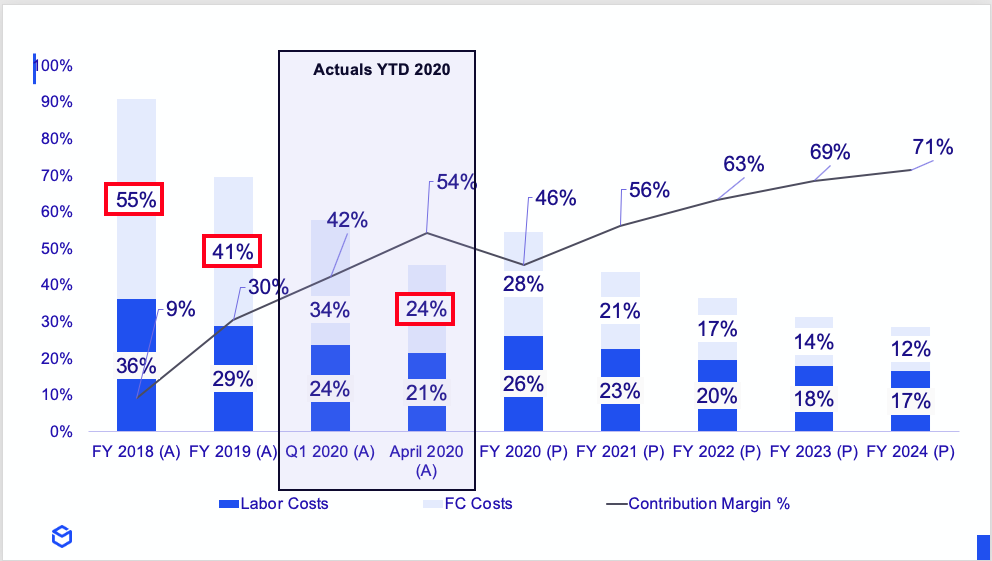 100%
90%
80%
70%
60%
50%
40%
30%
20%
10%
0%
Actuals YTD 2020
55%
36%
9%
41%
29%
30%
42%
34%
24%
54%
24%
21%
46%
28%
26%
56%
21%
23%
63%
17%
20%
69%
14%
18%
71%
12%
17%
FY 2018 (A)
FY 2019 (A)
Q1 2020 (A)
April 2020
(A)
FY 2020 (P)
FY 2021 (P)
FY 2022 (P)
FY 2023 (P)
FY 2024 (P)
Labor Costs
FC Costs
Contribution Margin %